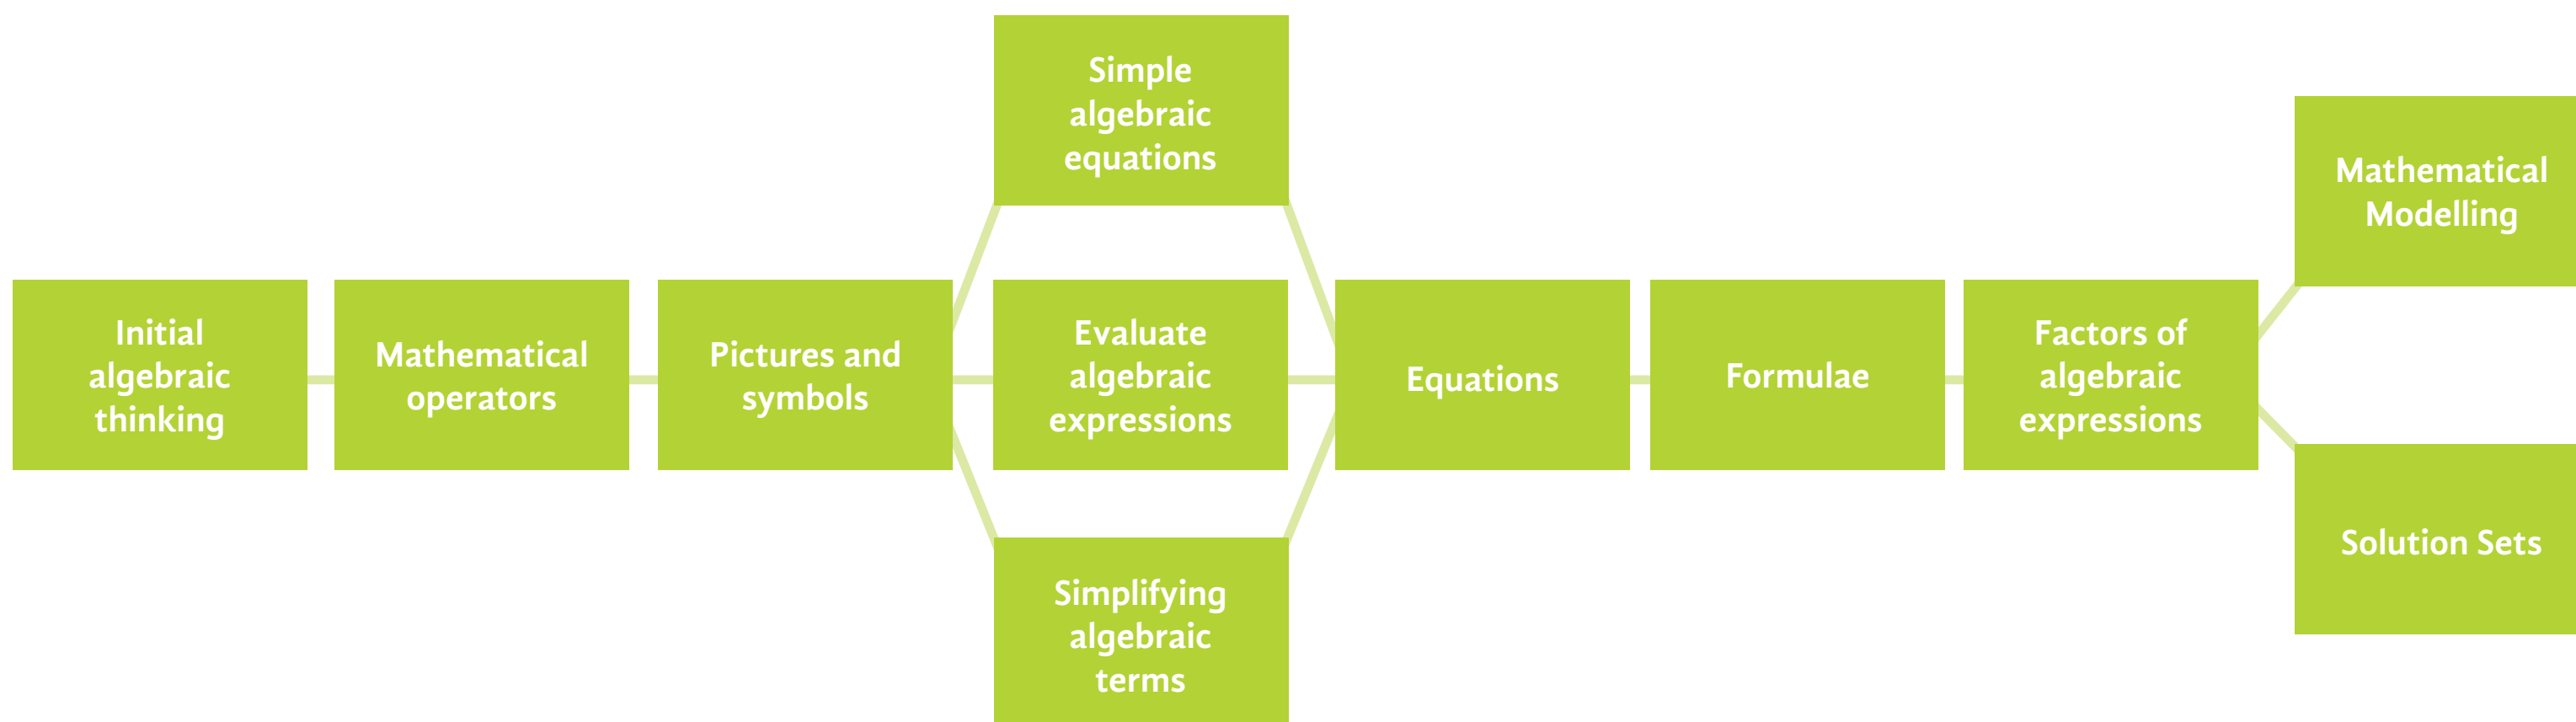 Initial
algebraic
thinking
Mathematical
operators
Pictures and
symbols
Simple
algebraic
equations
Evaluate
algebraic
expressions
Simplifying
algebraic
terms
Equations
Formulae
Factors of
algebraic
expressions
Mathematical
Modelling
Solution Sets